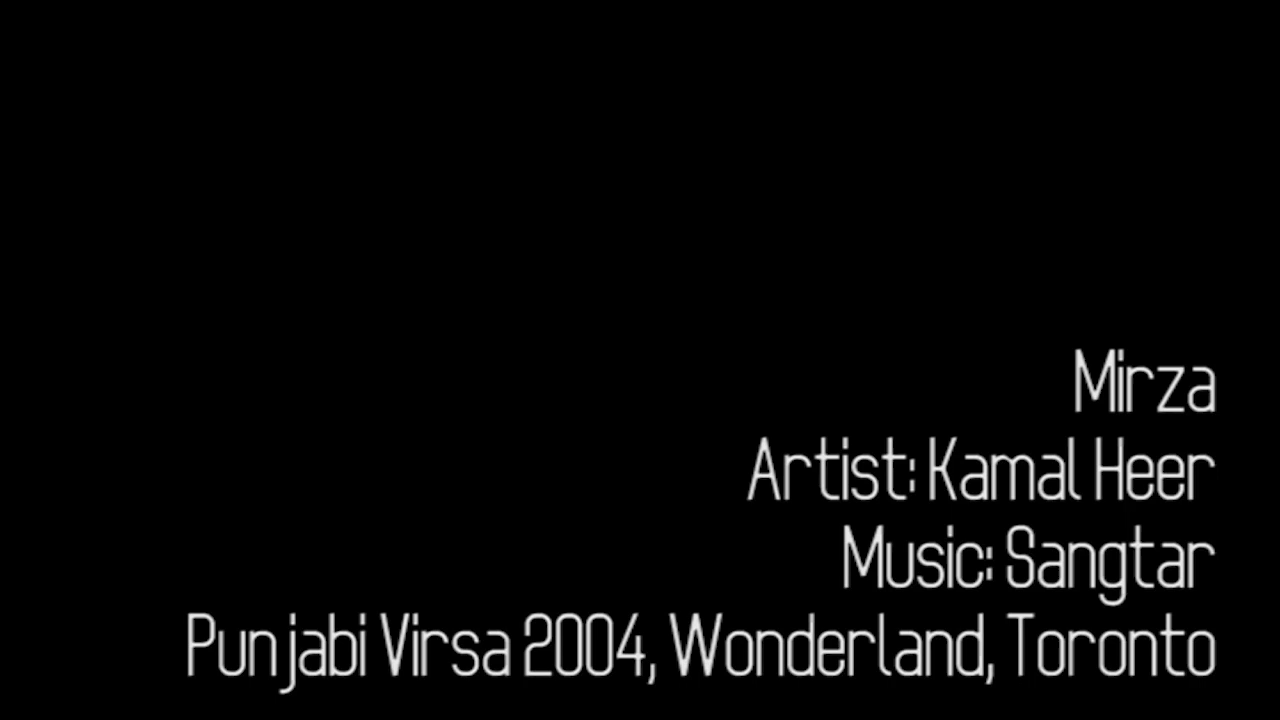 Mirza
Artist: Kamal Heer
Music: Sangtar
Punjabi Virsa 2004, Wonderland, Toronto